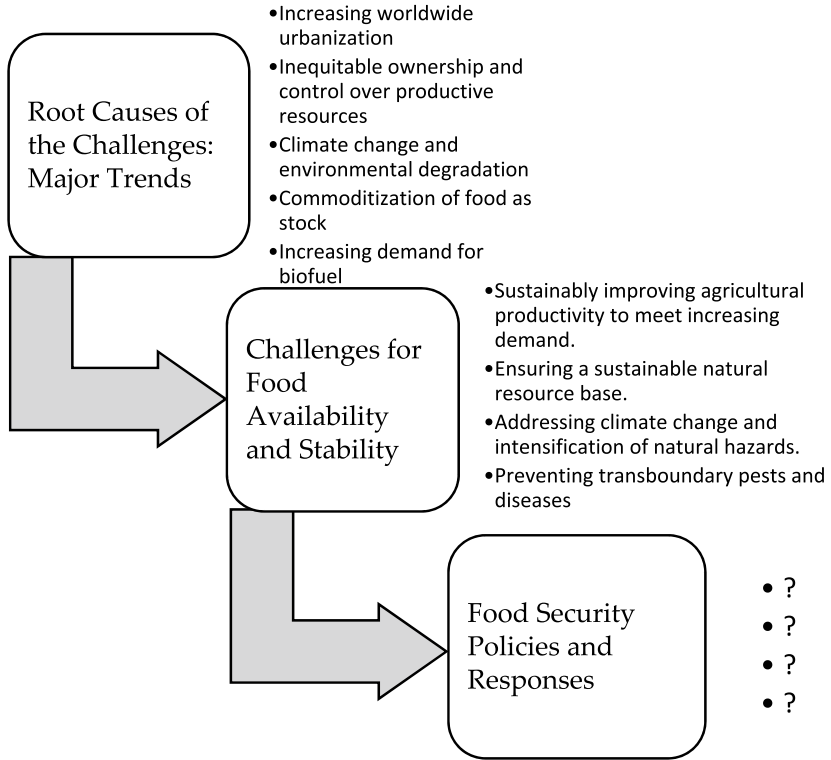 Root Causes of
the Challenges:
Major Trends
•Increasing worldwide
urbanization
•Inequitable ownership and
control over productive
resources
•Climate change and
environmental degradation
•Commoditization of food as
stock
•Increasing demand for
biofuel
Challenges for
Food
Availability
and Stability
•Sustainably improving agricultural
productivity to meet increasing
demand.
•Ensuring a sustainable natural
resource base.
•Addressing climate change and
intensification of natural hazards.
•Preventing transboundary pests and
diseases
Food Security
Policies and
Responses
• ?
• ?
• ?
• ?